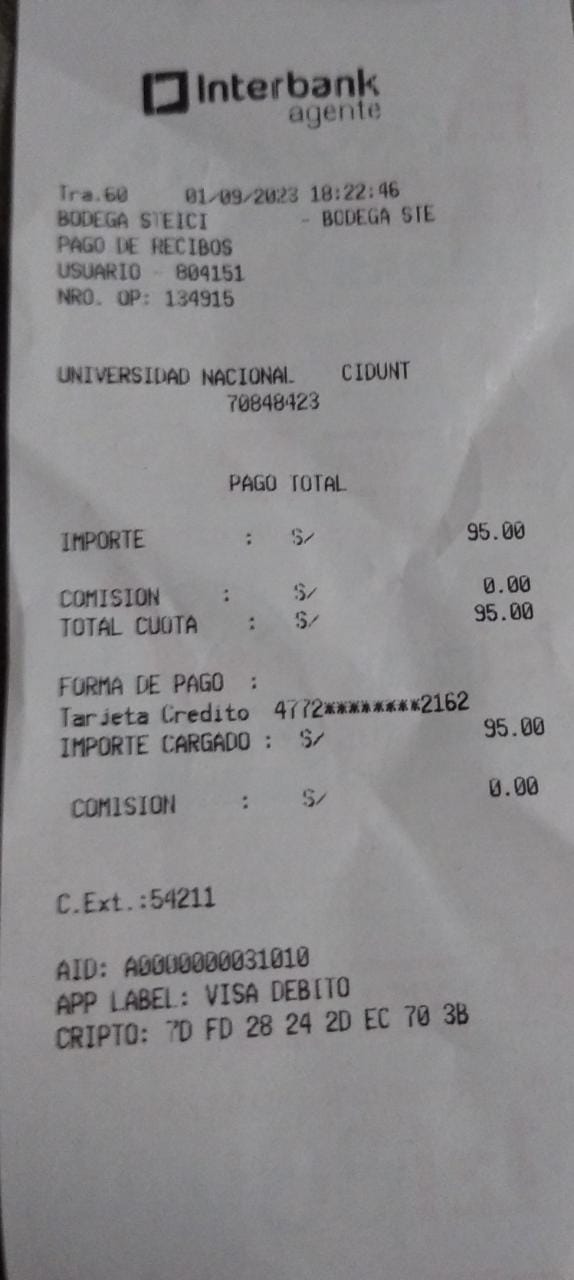 Interbank
agente
Tra.60 01/09/2023 18:22:46
BODEGA STEICI - BODEGA STE
PAGO DE RECIBOS
USUARIO - 804151
NRO. OP: 134915
UNIVERSIDAD NACIONAL CIDUNT
70848423
PAGO TOTAL
IMPORTE : S/ 95.00
COMISION : S/ 0.00
TOTAL CUOTA : S/ 95.00
FORMA DE PAGO :
Tarjeta Credito 4772********2162
IMPORTE CARGADO : S/ 95.00
COMISION : S/ 0.00
C.Ext.:54211
AID: A0000000031010
APP LABEL: VISA DEBITO
CRIPTO: 7D FD 28 24 2D EC 70 3B